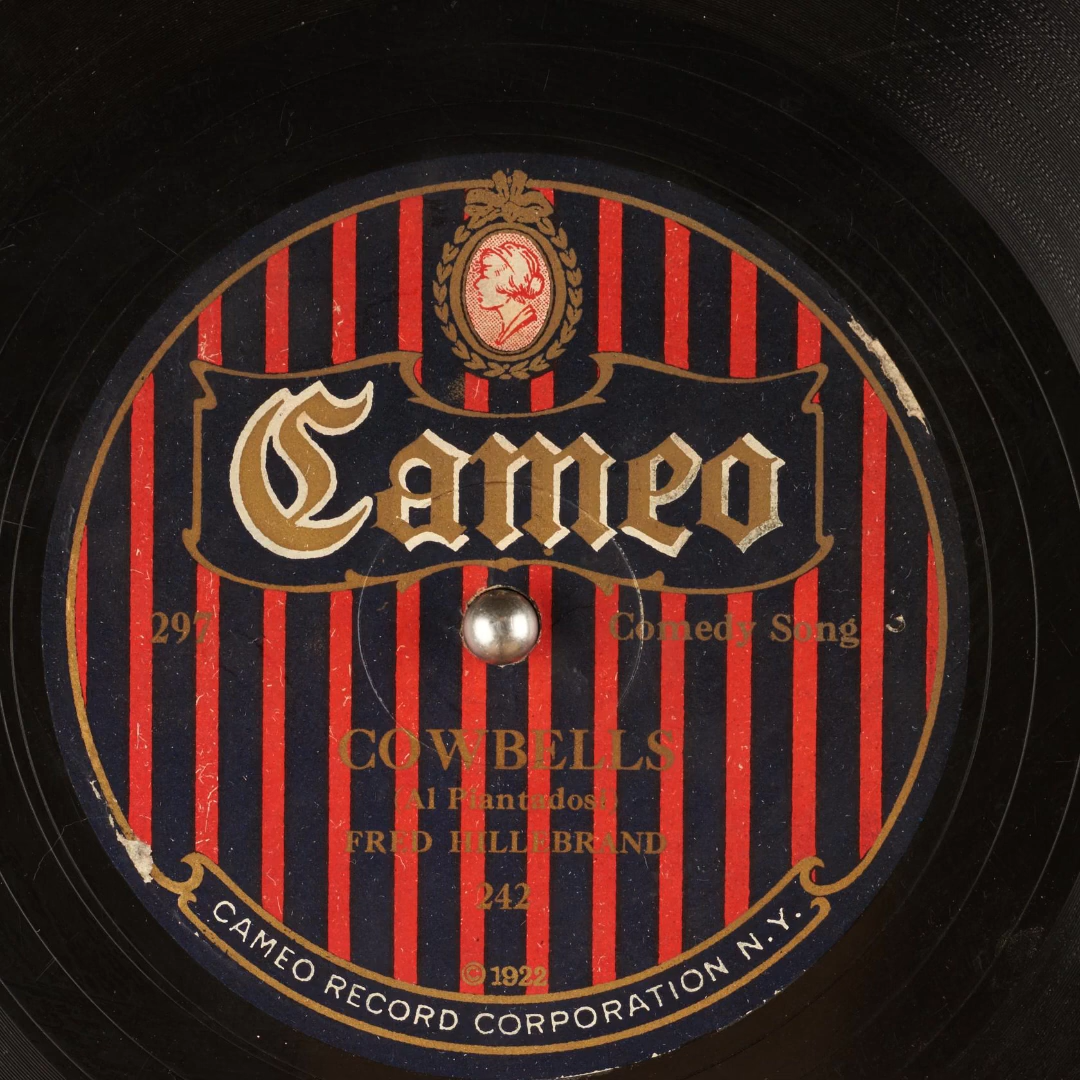 Cameo
297 Comedy Song
COWBELLS
(Al Piantadosi)
FRED HILLEBRAND
242
© 1922
CAMEO RECORD CORPORATION N.Y.